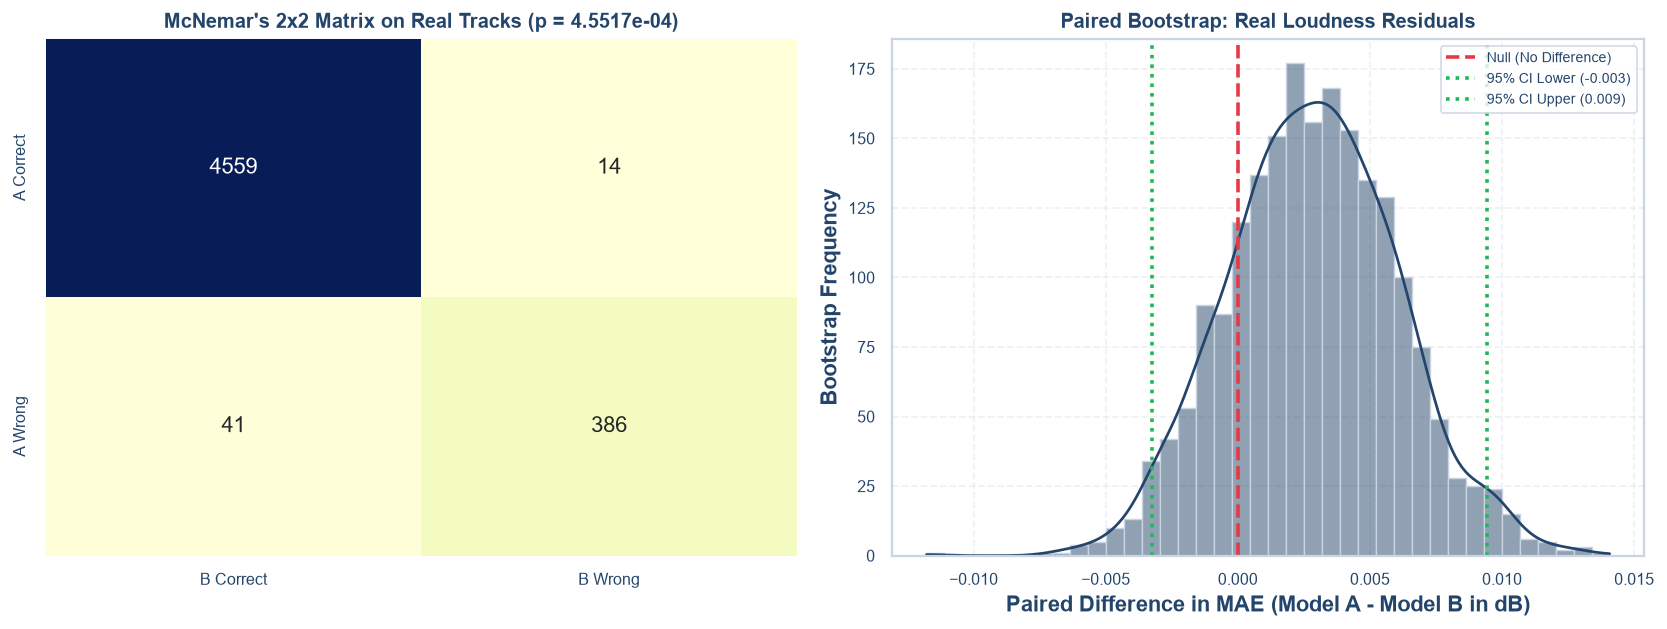 McNemar's 2x2 Matrix on Real Tracks (p = 4.5517e-04)
A Correct
A Wrong
4559
14
41
386
B Correct
B Wrong
Paired Bootstrap: Real Loudness Residuals
Null (No Difference)
95% CI Lower (-0.003)
95% CI Upper (0.009)
Bootstrap Frequency
175
150
125
100
75
50
25
0
−0.010
−0.005
0.000
0.005
0.010
0.015
Paired Difference in MAE (Model A - Model B in dB)